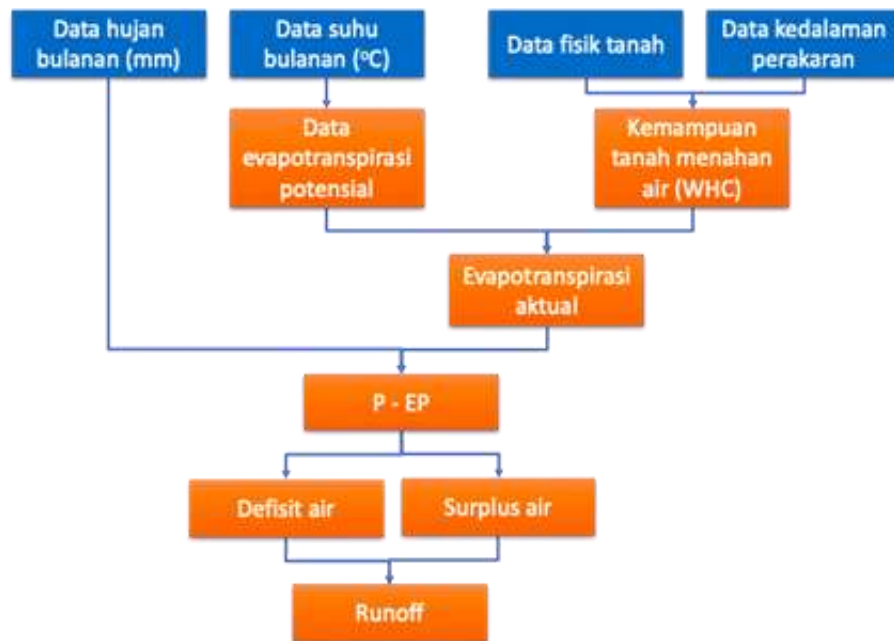 Data hujan
bulanan (mm)
Data suhu
bulanan (°C)
Data fisik tanah
Data kedalaman
perakaran
Data
evapotranspirasi
potensial
Kemampuan
tanah menahan
air (WHC)
Evapotranspirasi
aktual
P - EP
Defisit air
Surplus air
Runoff